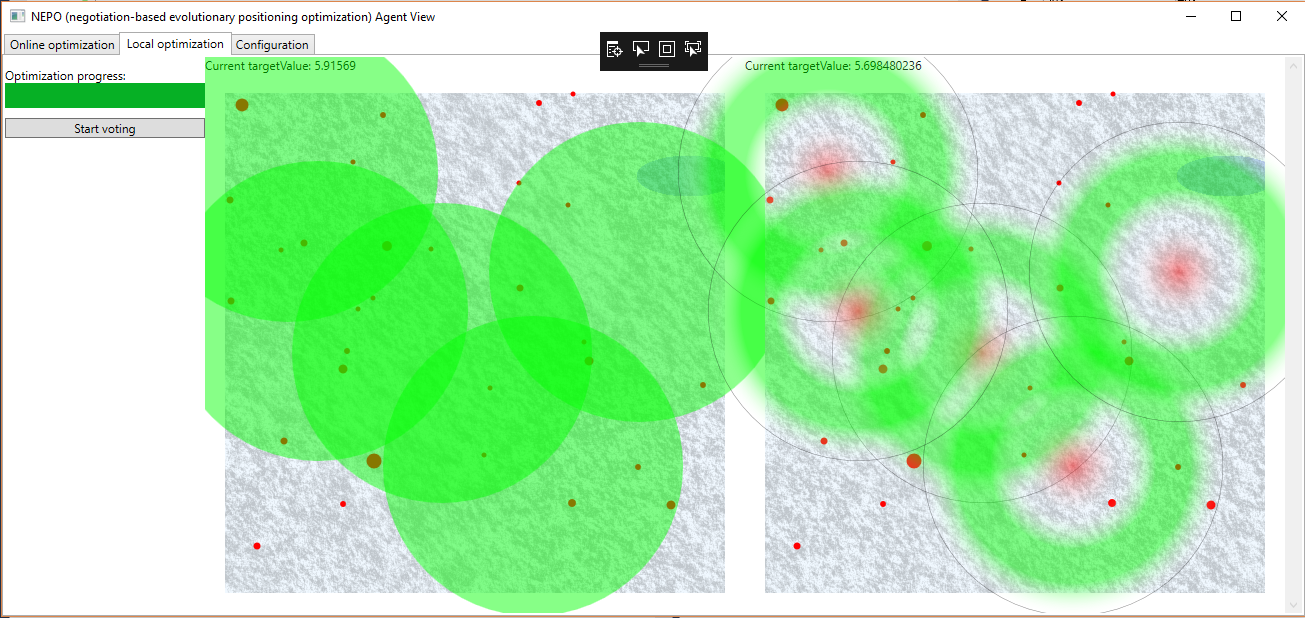 NEPO (negotiation-based evolutionary positioning optimization) Agent View
Online optimization
Local optimization
Configuration
Optimization progress:
Start voting
Current targetValue: 5.91569
Current targetValue: 5.698480236